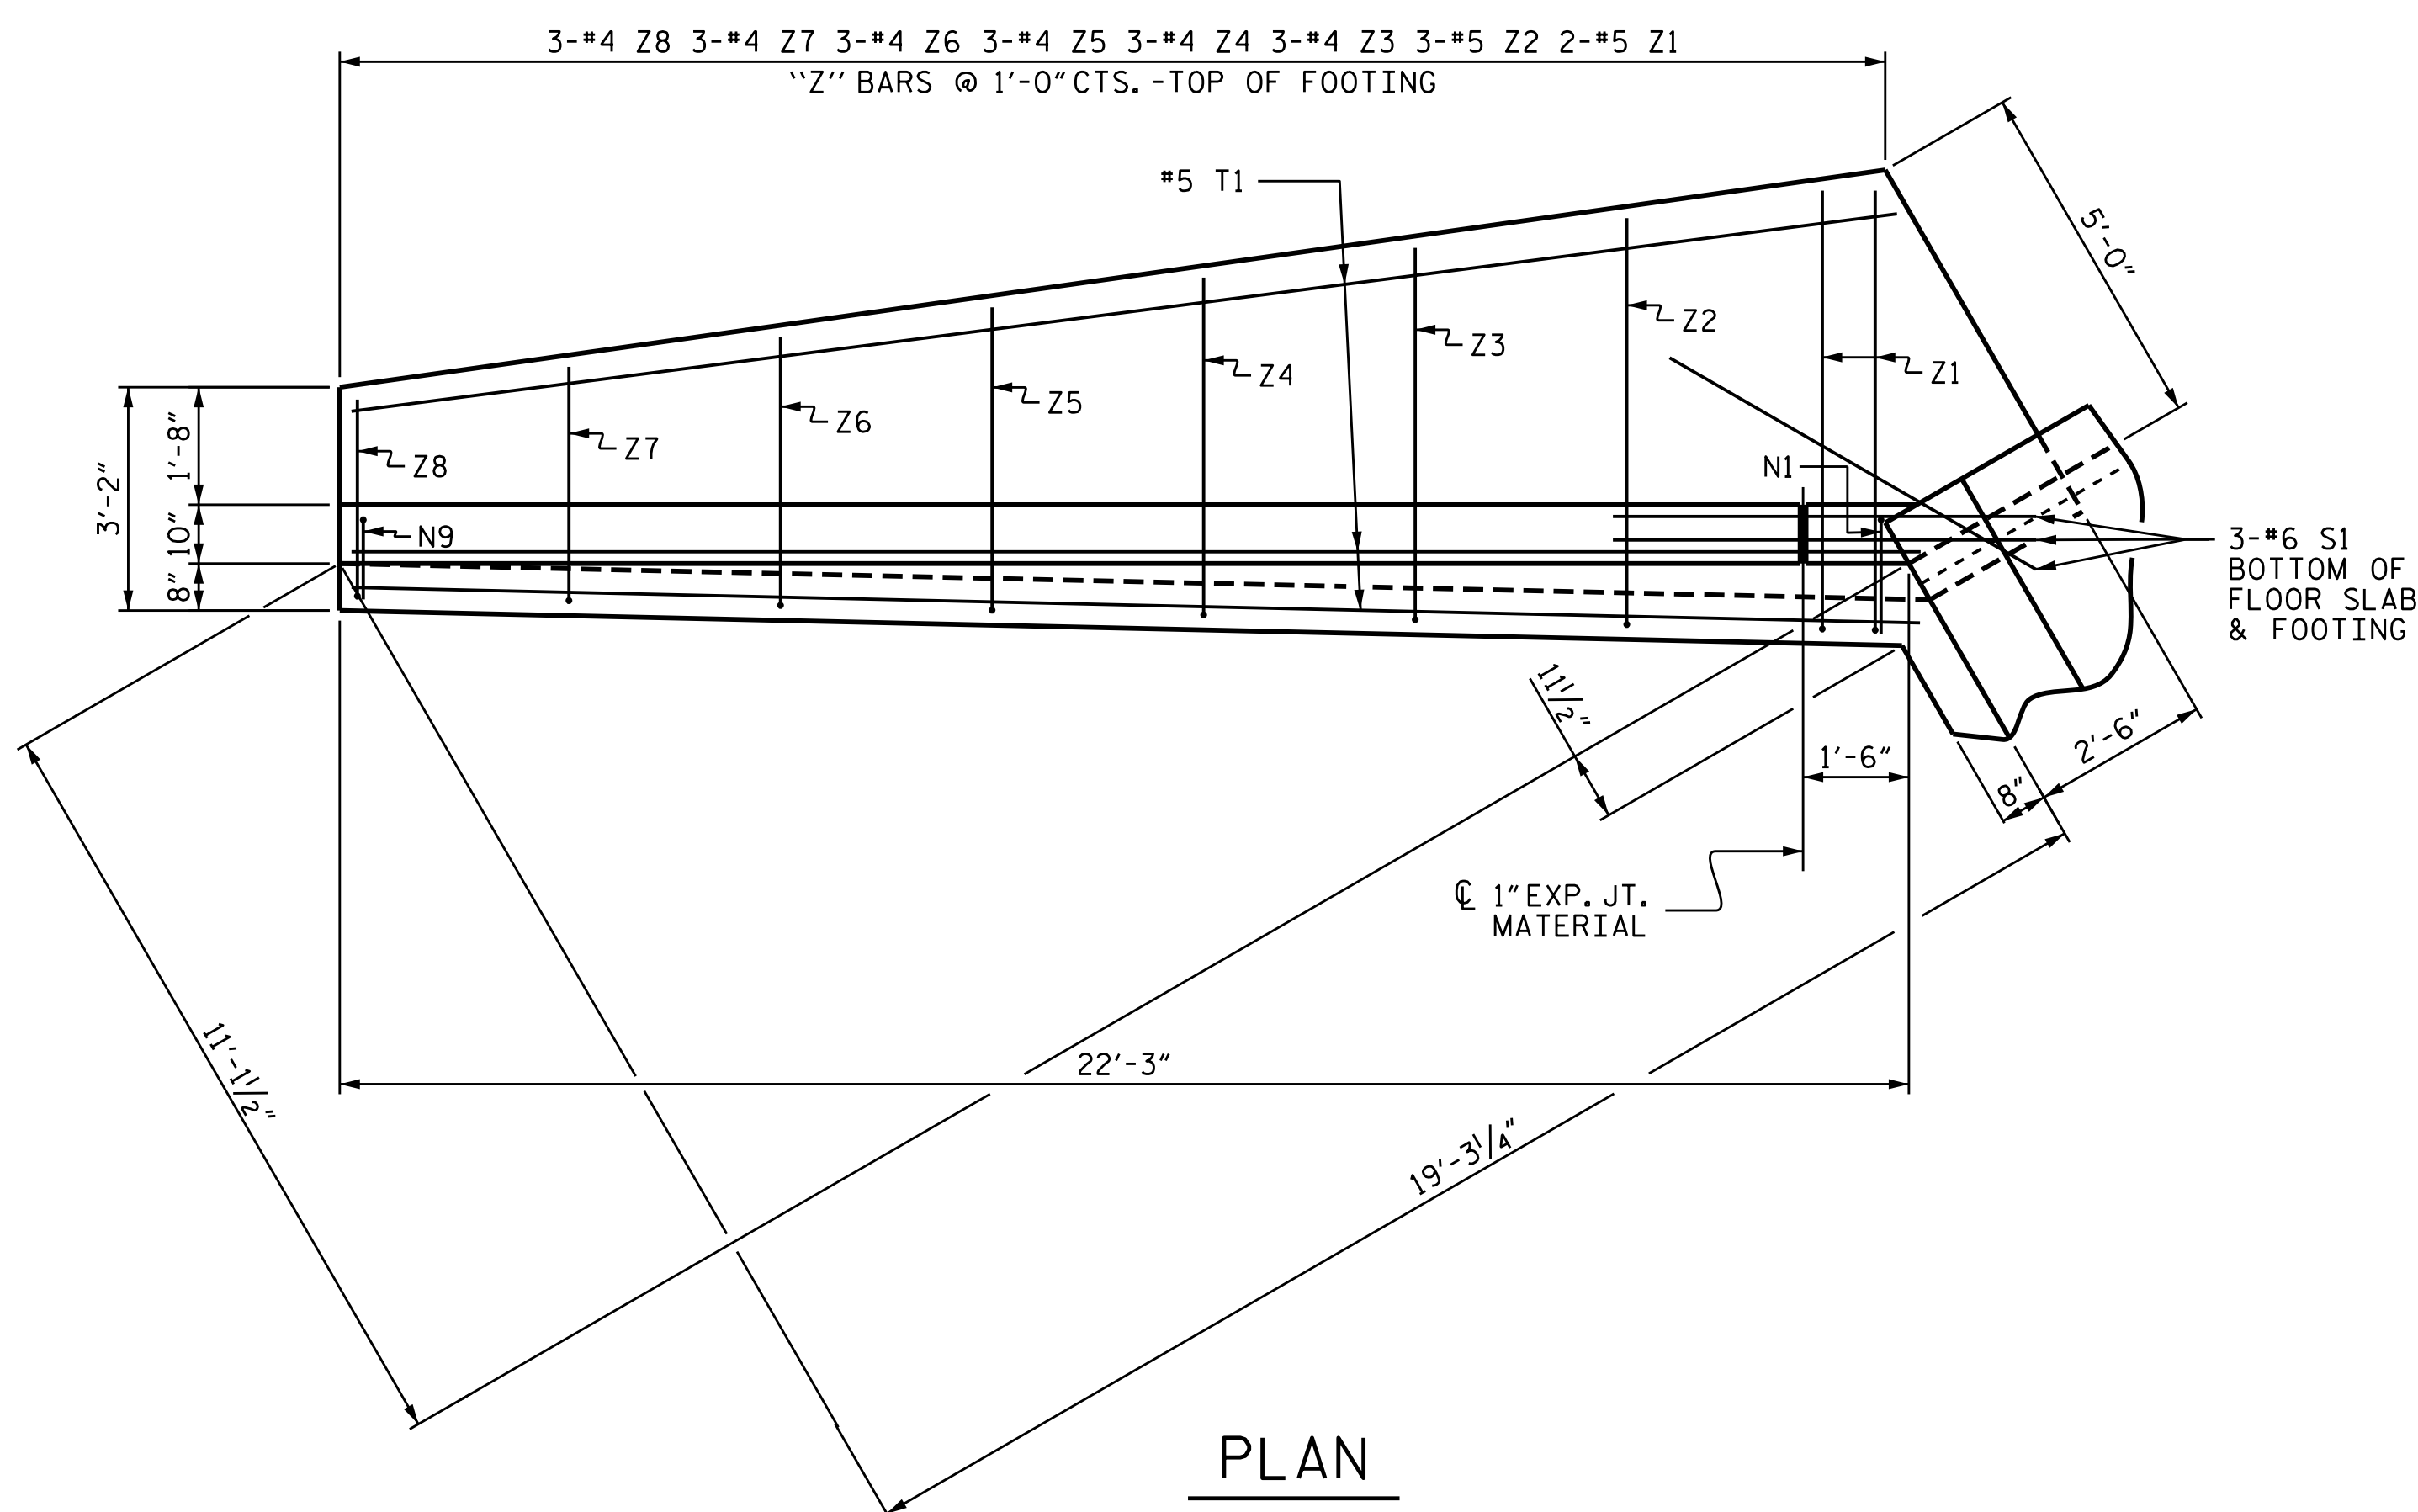 3-#4 Z8 3-#4 Z7 3-#4 Z6 3-#4 Z5 3-#4 Z4 3-#4 Z3 3-#5 Z2 2-#5 Z1
"Z" BARS @ 1'-0" CTS. - TOP OF FOOTING
#5 T1
5'-0"
Z2
Z3
Z4
Z1
Z5
Z6
Z7
Z8
N1
N9
3'-2"
1'-8"
10"
8"
3-#6 S1
BOTTOM OF
FLOOR SLAB
& FOOTING
1 1/2"
1'-6"
2'-6"
8"
℄ 1" EXP. JT.
MATERIAL
11'-1 1/2"
22'-3"
19'-3 1/4"
PLAN